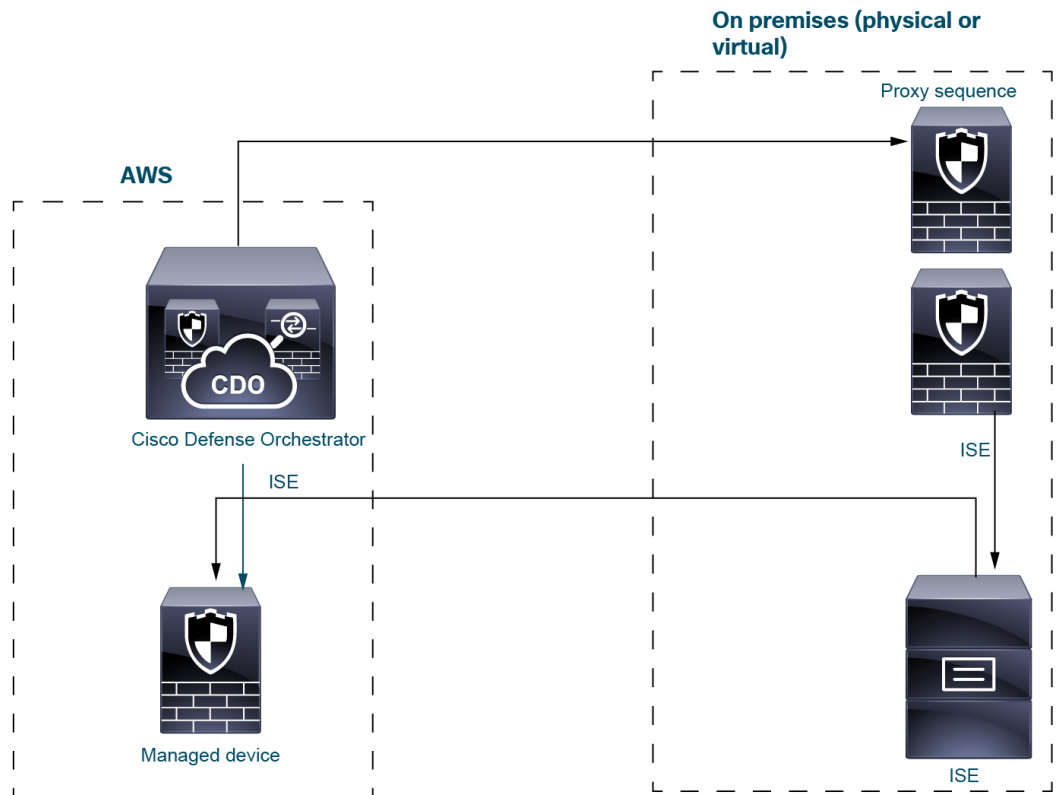 On premises (physical or
virtual)
Proxy sequence
AWS
CDO
Cisco Defense Orchestrator
ISE
ISE
Managed device
ISE